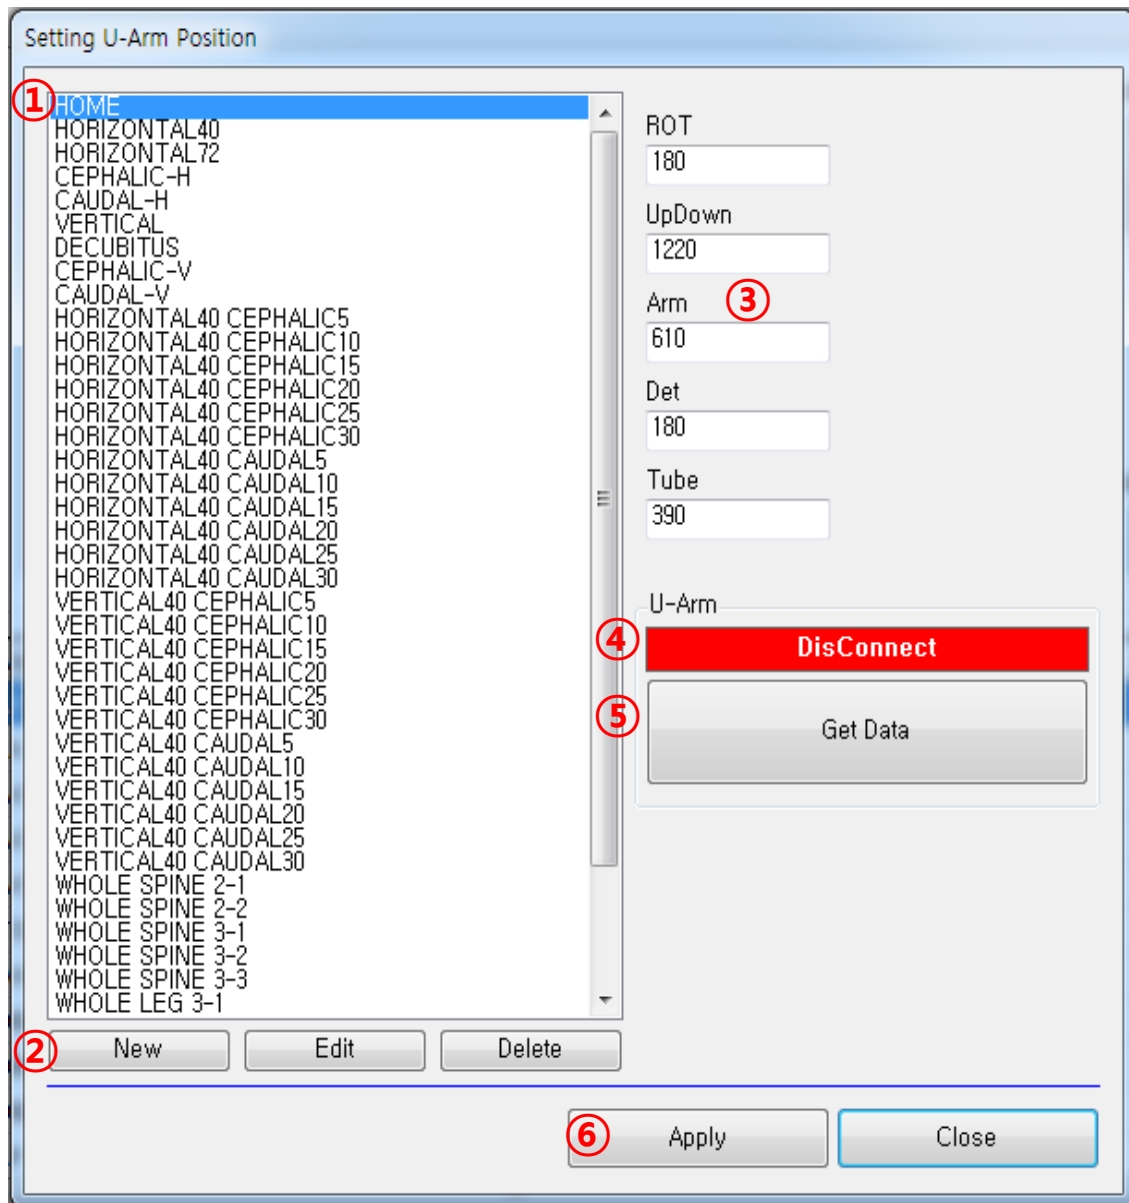 Setting U-Arm Position
①
HOME
HORIZONTAL40
HORIZONTAL72
CEPHALIC-H
CAUDAL-H
VERTICAL
DECUBITUS
CEPHALIC-V
CAUDAL-V
HORIZONTAL40 CEPHALIC5
HORIZONTAL40 CEPHALIC10
HORIZONTAL40 CEPHALIC15
HORIZONTAL40 CEPHALIC20
HORIZONTAL40 CEPHALIC25
HORIZONTAL40 CEPHALIC30
HORIZONTAL40 CAUDAL5
HORIZONTAL40 CAUDAL10
HORIZONTAL40 CAUDAL15
HORIZONTAL40 CAUDAL20
HORIZONTAL40 CAUDAL25
HORIZONTAL40 CAUDAL30
VERTICAL40 CEPHALIC5
VERTICAL40 CEPHALIC10
VERTICAL40 CEPHALIC15
VERTICAL40 CEPHALIC20
VERTICAL40 CEPHALIC25
VERTICAL40 CEPHALIC30
VERTICAL40 CAUDAL5
VERTICAL40 CAUDAL10
VERTICAL40 CAUDAL15
VERTICAL40 CAUDAL20
VERTICAL40 CAUDAL25
VERTICAL40 CAUDAL30
WHOLE SPINE 2-1
WHOLE SPINE 2-2
WHOLE SPINE 3-1
WHOLE SPINE 3-2
WHOLE SPINE 3-3
WHOLE LEG 3-1
② New Edit Delete
ROT
180
UpDown
1220
Arm ③
610
Det
180
Tube
390
U-Arm
④ DisConnect
⑤ Get Data
⑥ Apply Close